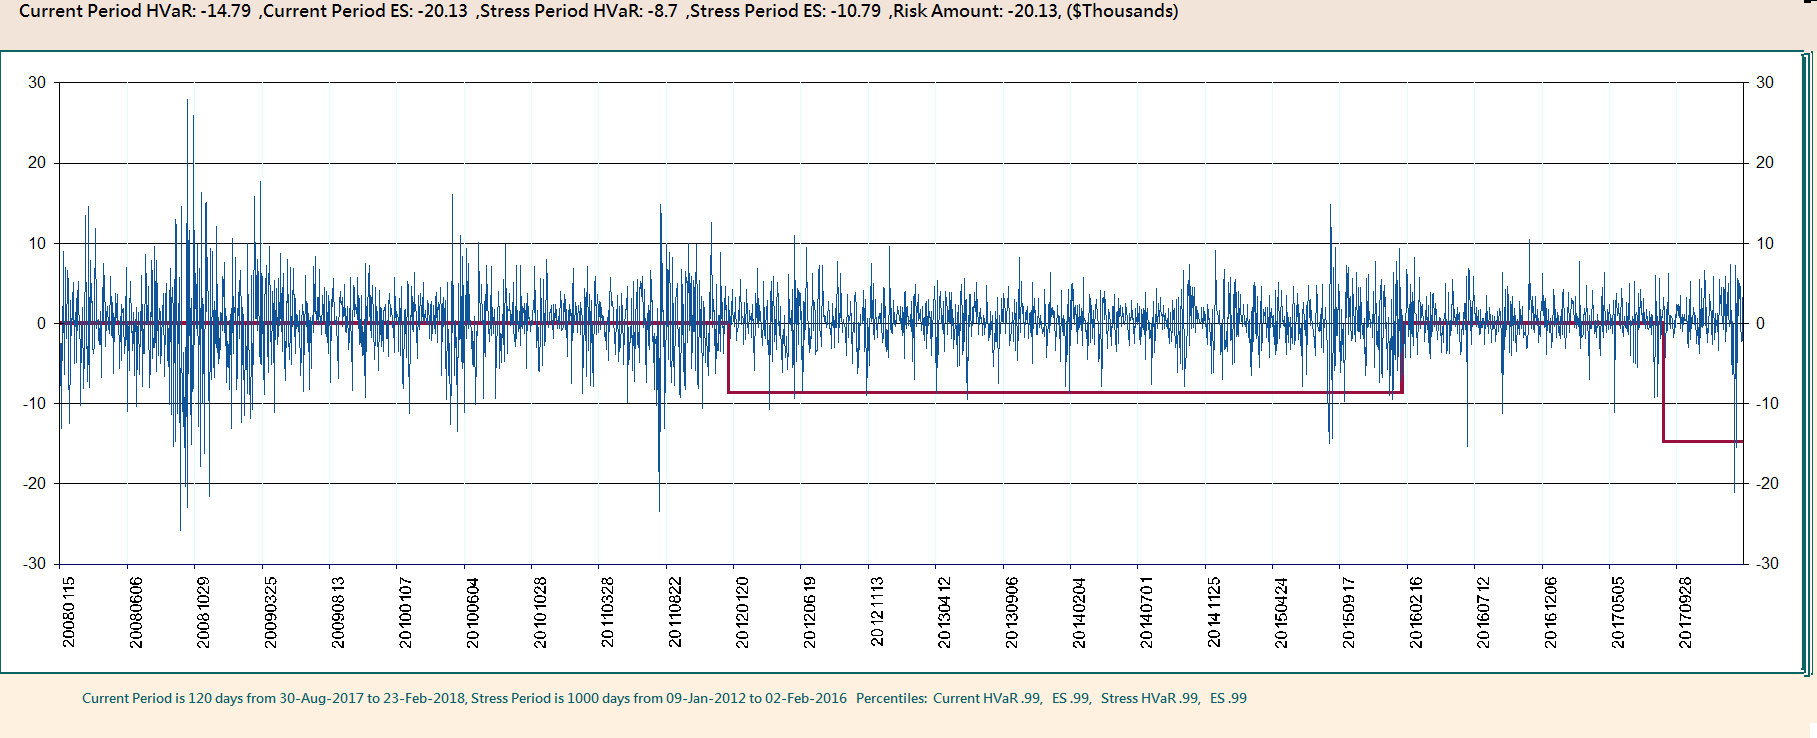 Current Period HVaR: -14.79 ,Current Period ES: -20.13 ,Stress Period HVaR: -8.7 ,Stress Period ES: -10.79 ,Risk Amount: -20.13, ($Thousands)
30 30
20 20
10 10
0 0
-10 -10
-20 -20
-30 -30
20080115 20080606 20081029 20090325 20090813 20100107 20100604 20101028 20110328 20110822 20120120 20120619 20121113 20130412 20130906 20140204 20140701 20141125 20150424 20150917 20160216 20160712 20161206 20170505 20170928
Current Period is 120 days from 30-Aug-2017 to 23-Feb-2018, Stress Period is 1000 days from 09-Jan-2012 to 02-Feb-2016 Percentiles: Current HVaR .99, ES .99, Stress HVaR .99, ES .99